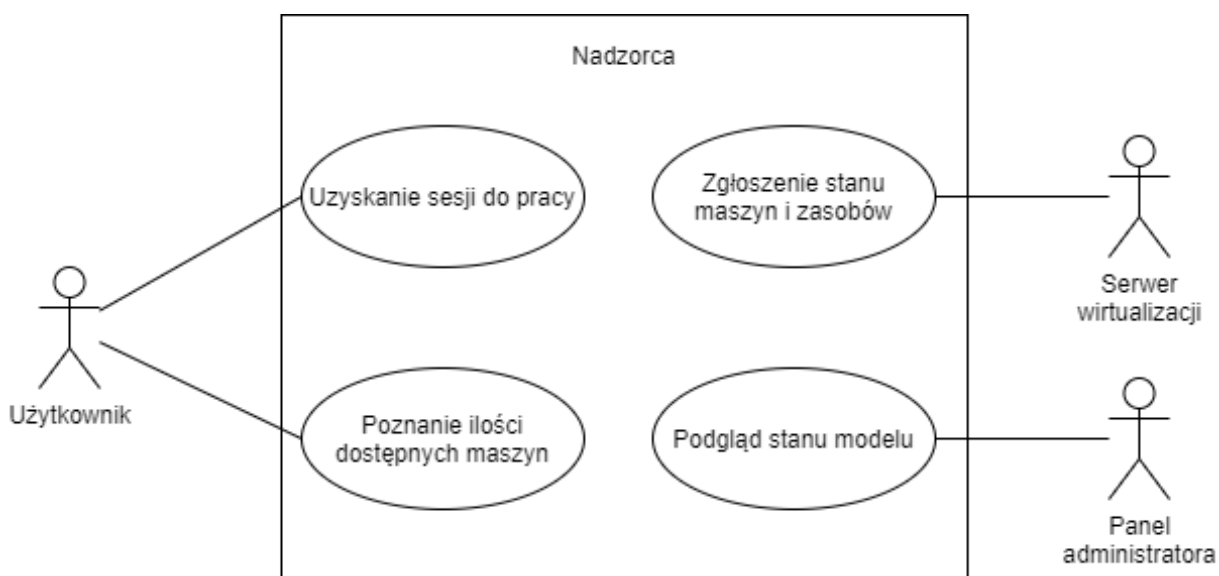 Nadzorca
Uzyskanie sesji do pracy
Zgłoszenie stanu
maszyn i zasobów
Serwer
wirtualizacji
Użytkownik
Poznanie ilości
dostępnych maszyn
Podgląd stanu modelu
Panel
administratora